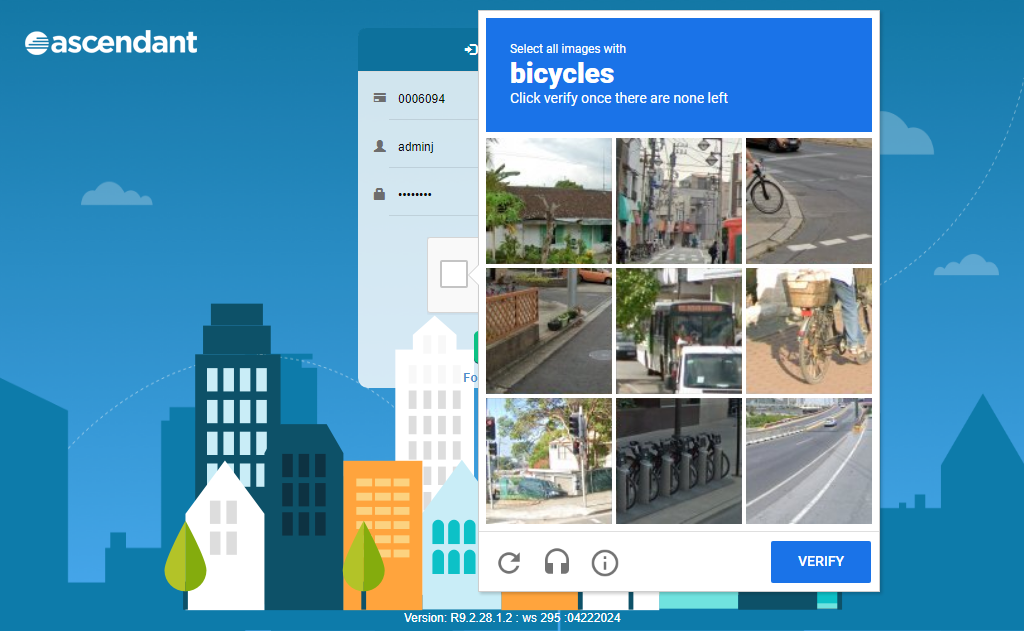 ascendant
Select all images with
bicycles
Click verify once there are none left
0006094
adminj
••••••••
Fo
VERIFY
Version: R9.2.28.1.2 : ws 295 :04222024